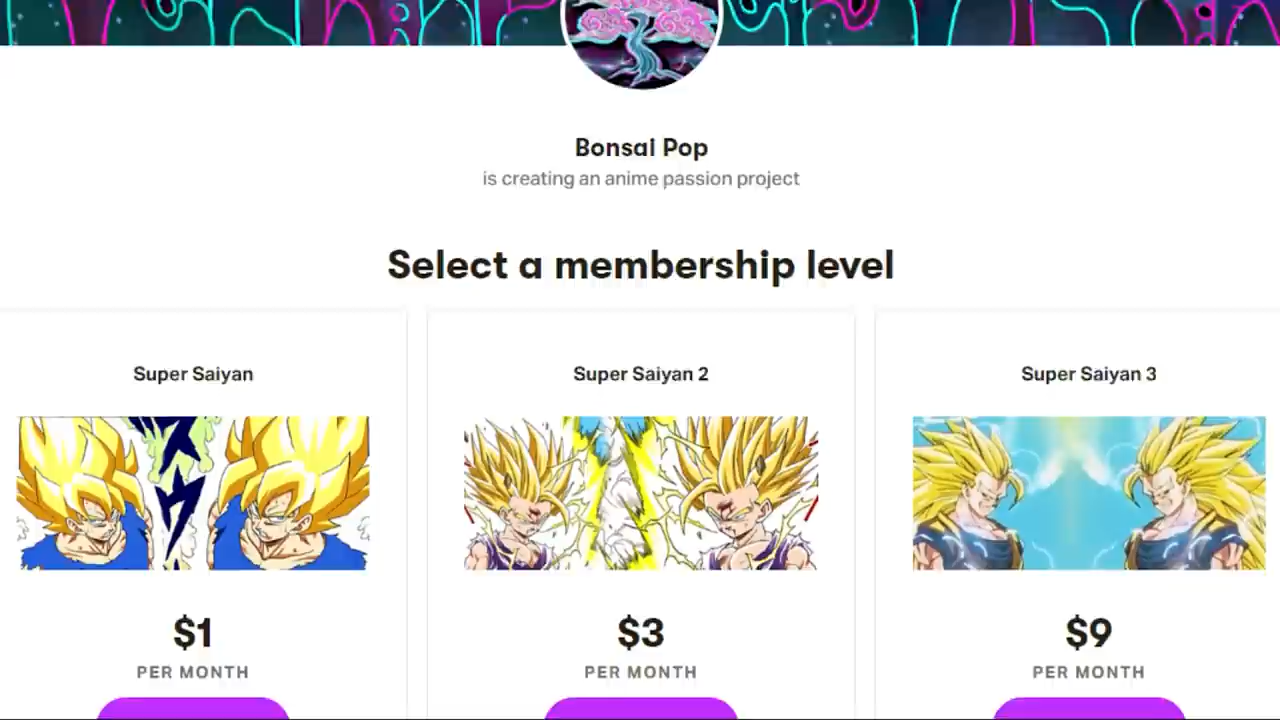 Bonsai Pop
is creating an anime passion project
Select a membership level
Super Saiyan
Super Saiyan 2
Super Saiyan 3
$1
PER MONTH
$3
PER MONTH
$9
PER MONTH